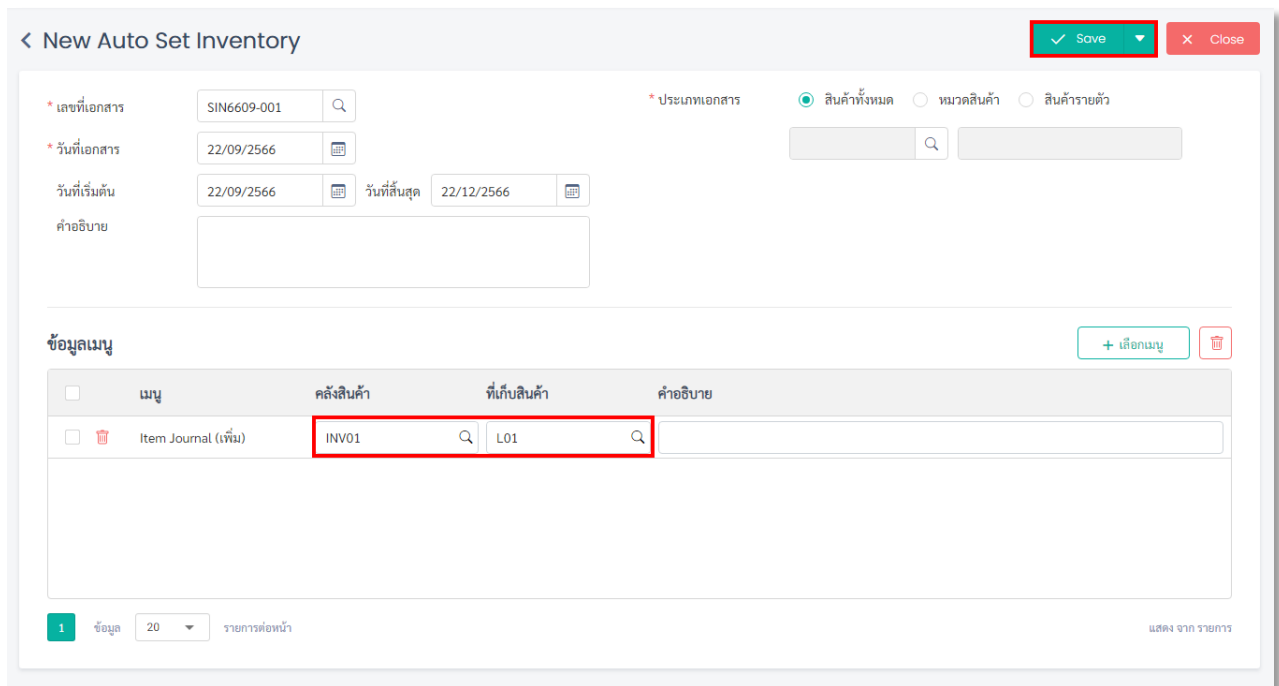 New Auto Set Inventory
Save
Close
* เลขที่เอกสาร SIN6609-001
* ประเภทเอกสาร สินค้าทั้งหมด หมวดสินค้า สินค้ารายตัว
* วันที่เอกสาร 22/09/2566
วันที่เริ่มต้น 22/09/2566 วันที่สิ้นสุด 22/12/2566
คำอธิบาย
ข้อมูลเมนู
+ เลือกเมนู
เมนู คลังสินค้า ที่เก็บสินค้า คำอธิบาย
Item Journal (เพิ่ม) INV01 L01
1 ข้อมูล 20 รายการต่อหน้า
แสดง จาก รายการ